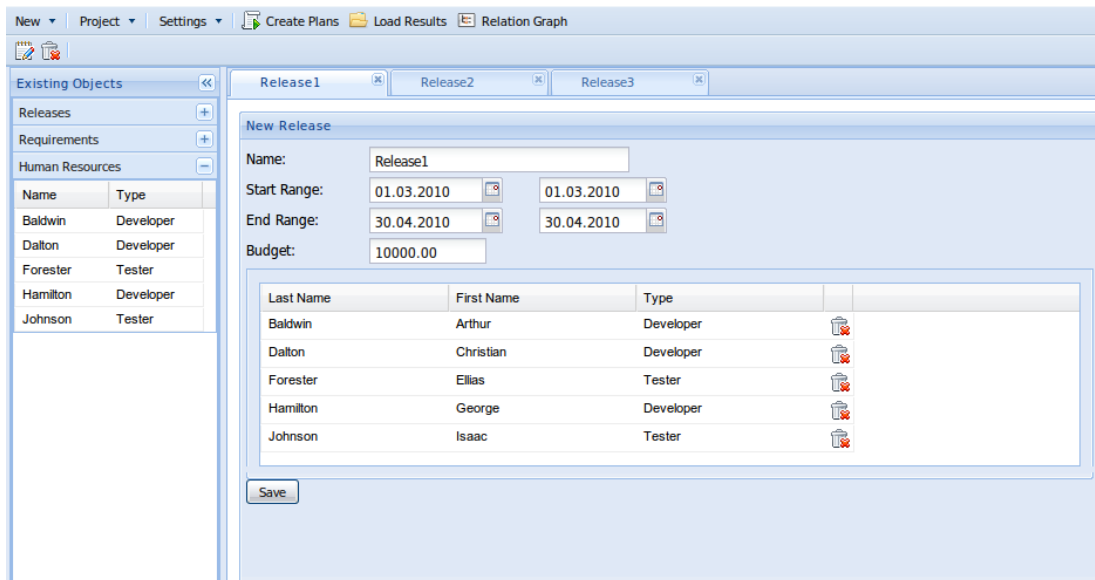 New Project Settings Create Plans Load Results Relation Graph
Existing Objects
Releases
Requirements
Human Resources
Name Type
Baldwin Developer
Dalton Developer
Forester Tester
Hamilton Developer
Johnson Tester
Release1 Release2 Release3
New Release
Name: Release1
Start Range: 01.03.2010 01.03.2010
End Range: 30.04.2010 30.04.2010
Budget: 10000.00
Last Name First Name Type
Baldwin Arthur Developer
Dalton Christian Developer
Forester Ellias Tester
Hamilton George Developer
Johnson Isaac Tester
Save